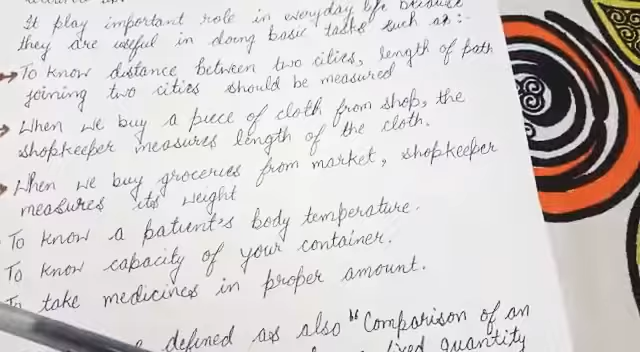 It play important role in everyday life because
they are useful in doing basic tasks such as:-
To know distance between two cities, length of path
joining two cities should be measured
When we buy a piece of cloth from shop, the
shopkeeper measures length of the cloth.
When we buy groceries from market, shopkeeper
measures its weight
To know a patient's body temperature.
To know capacity of your container.
To take medicines in proper amount.
defined as also "Comparison of an
fixed quantity